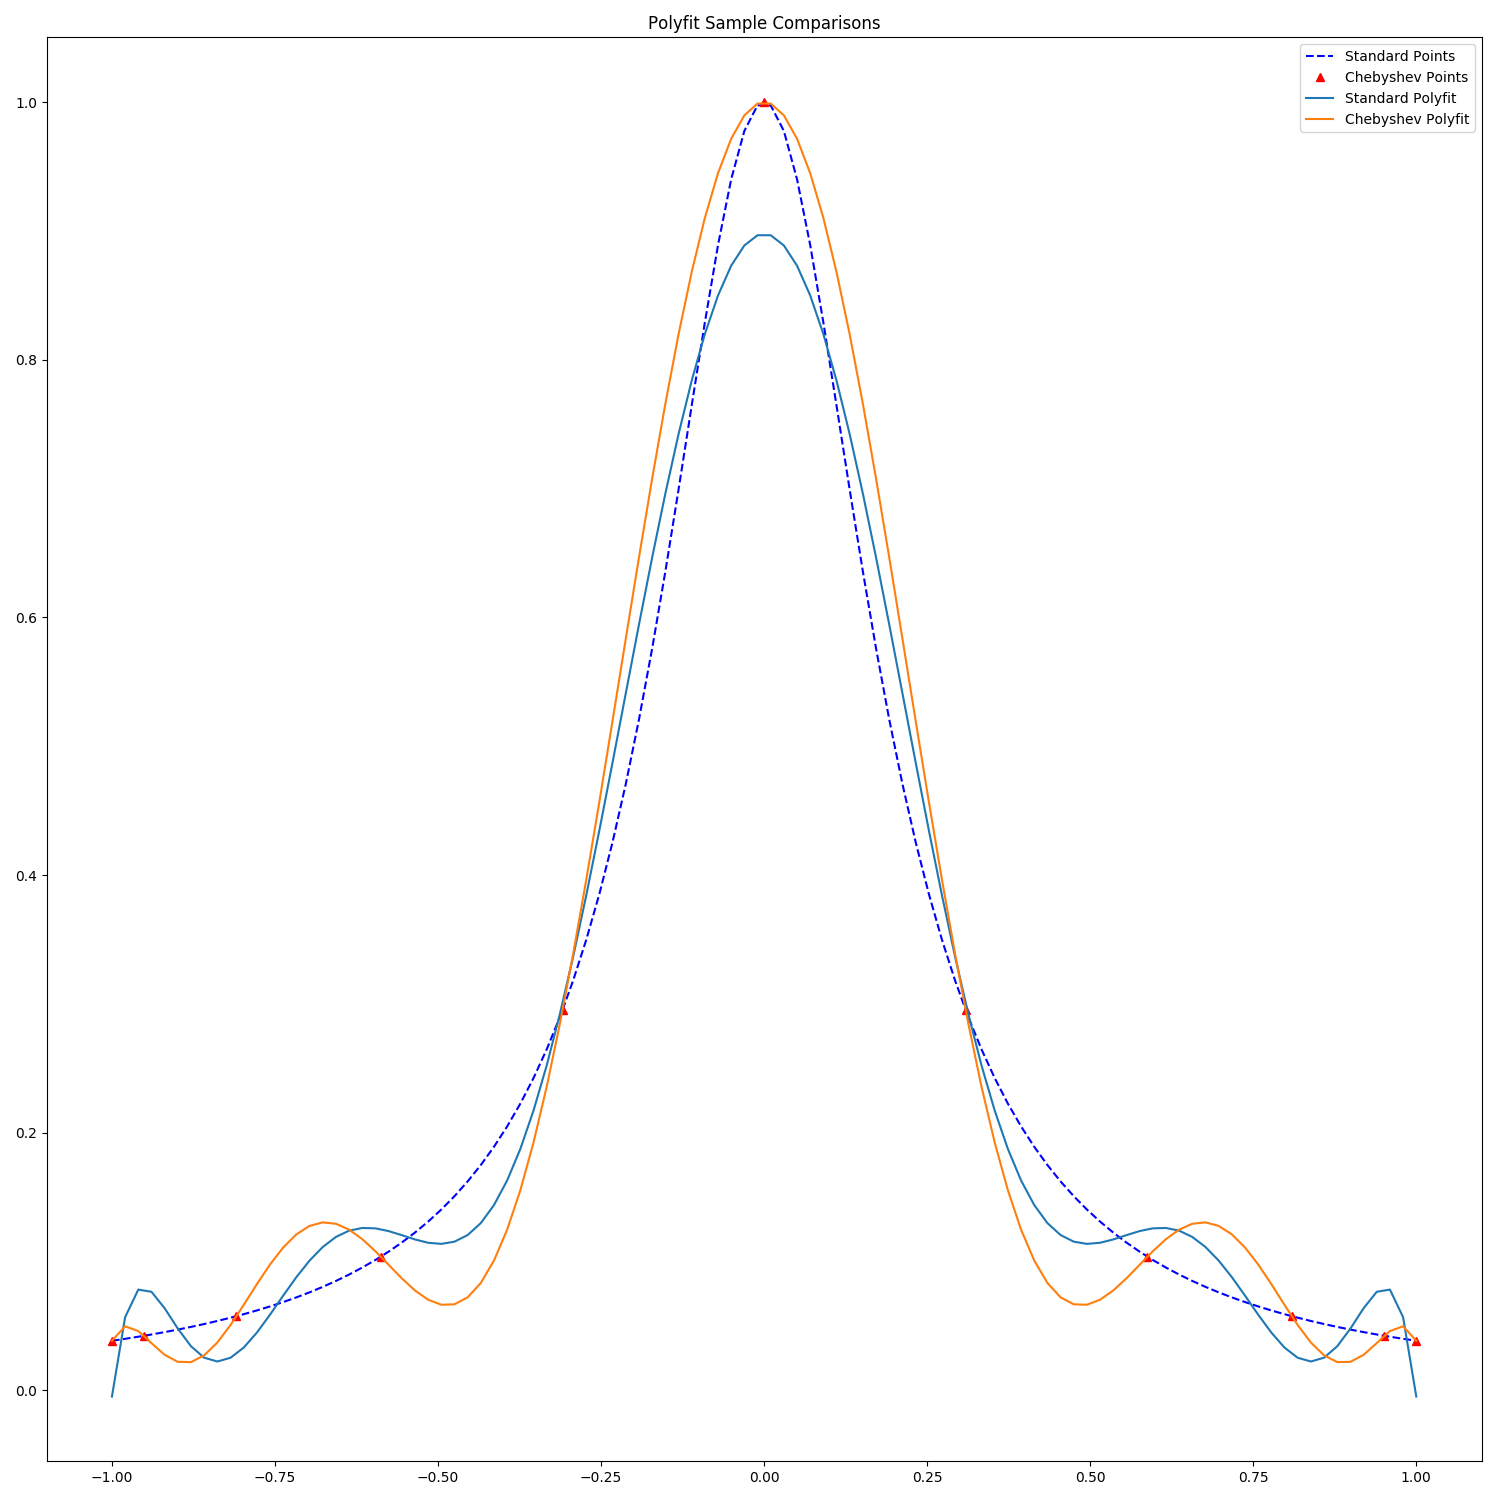 Polyfit Sample Comparisons
Standard Points
Chebyshev Points
Standard Polyfit
Chebyshev Polyfit
1.0
0.8
0.6
0.4
0.2
0.0
−1.00 −0.75 −0.50 −0.25 0.00 0.25 0.50 0.75 1.00